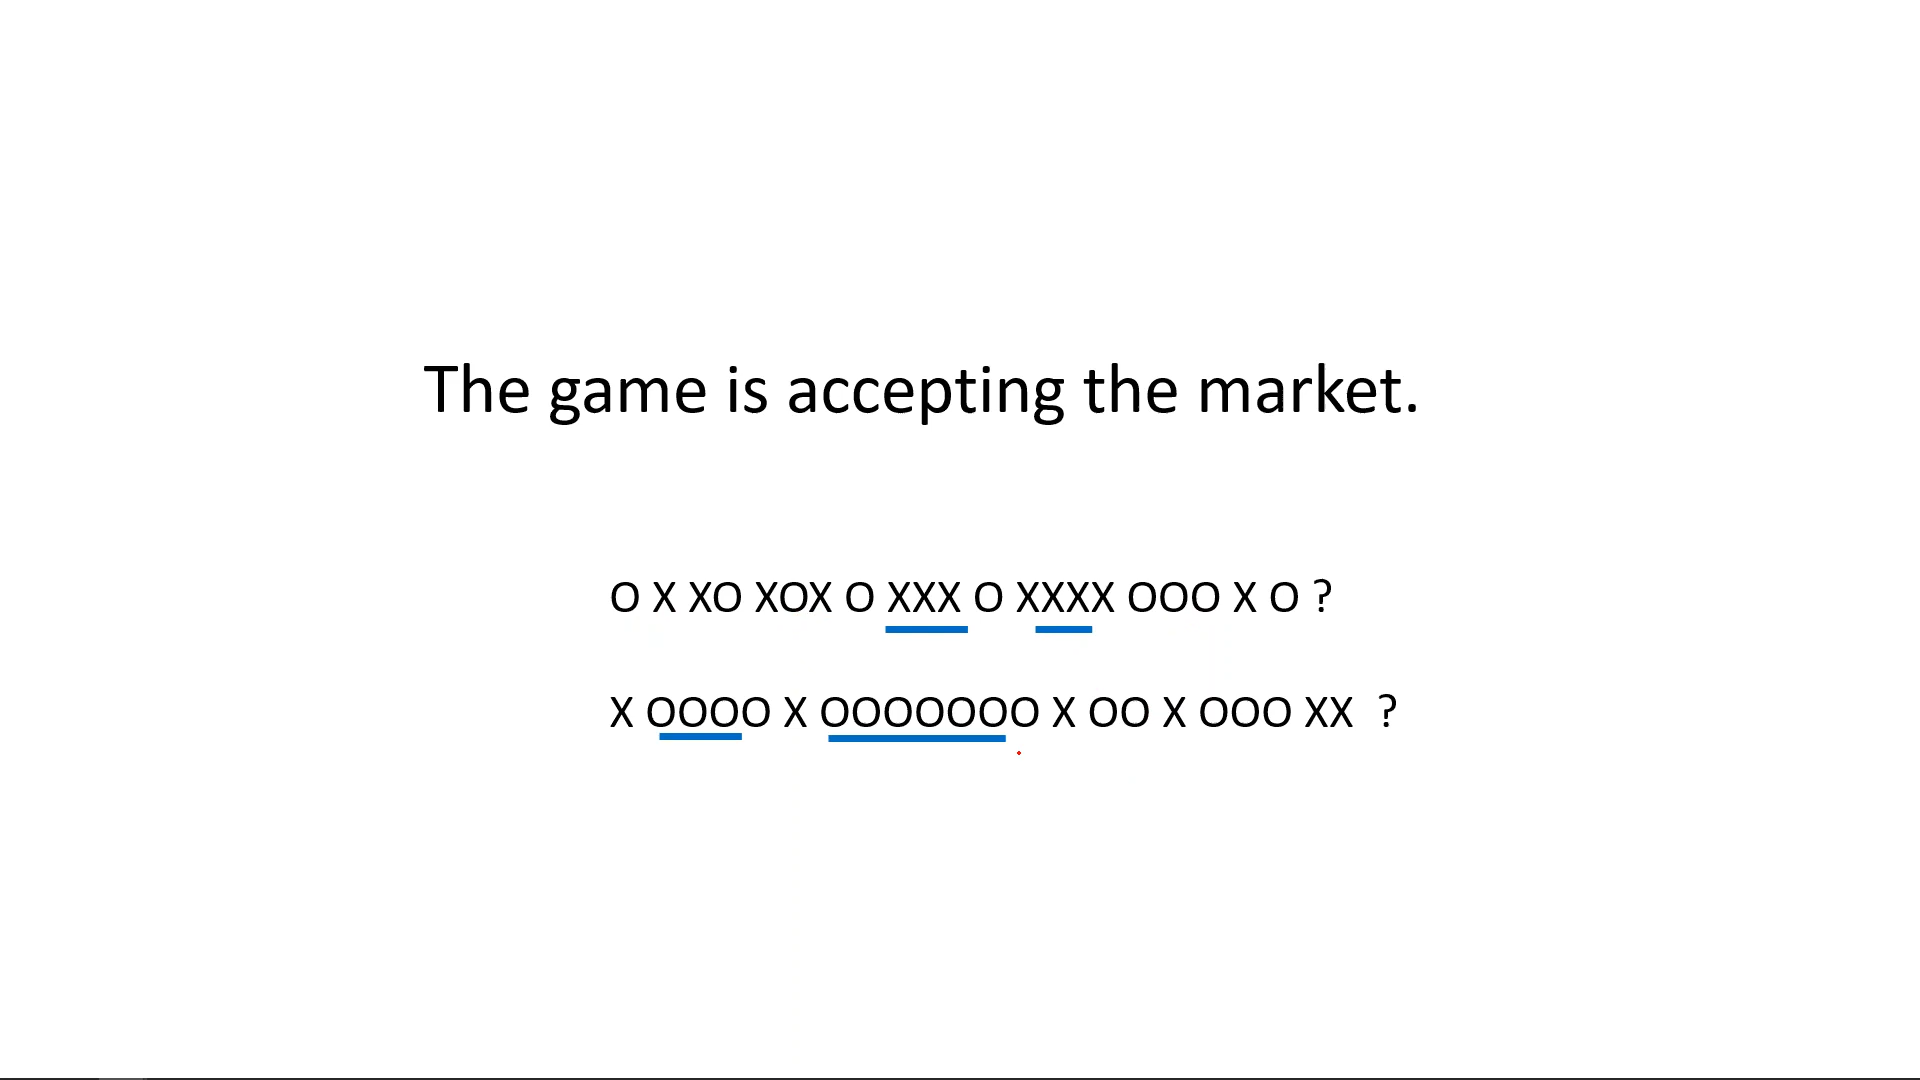 The game is accepting the market.
O X XO XOX O XXX O XXXX OOO X O ?
X OOOO X OOOOOOO X OO X OOO XX ?